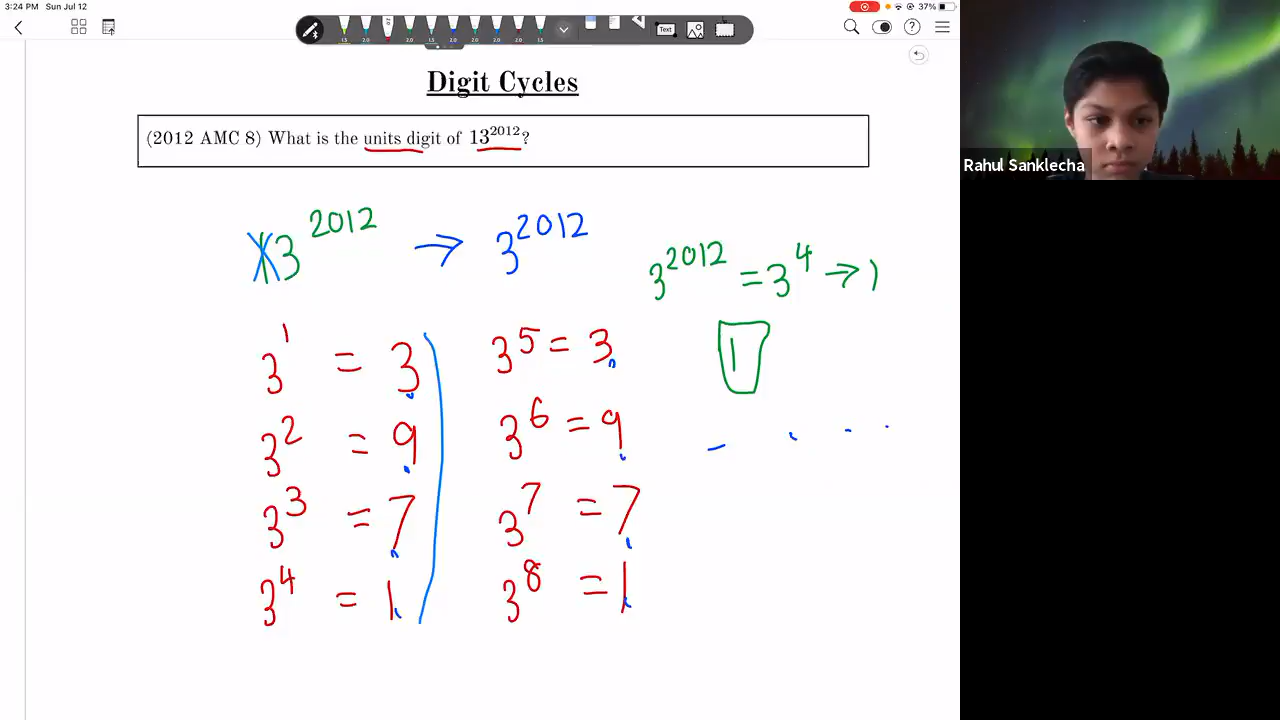 3:24 PM Sun Jul 12
37%
Text
Digit Cycles
(2012 AMC 8) What is the units digit of 13^2012?
13^2012 → 3^2012
3^2012 = 3^4 → 1
1
3^1 = 3
3^2 = 9
3^3 = 7
3^4 = 1
3^5 = 3
3^6 = 9
3^7 = 7
3^8 = 1
Rahul Sanklecha